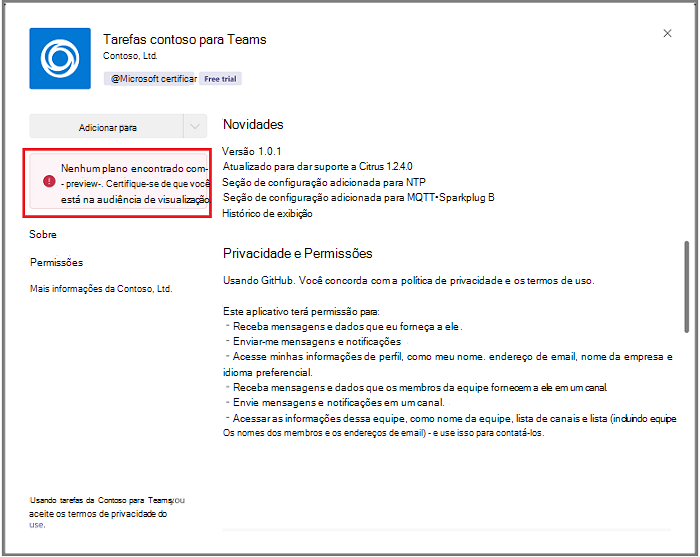 Tarefas contoso para Teams
Contoso, Ltd.
@Microsoft certificar Free trial
Adicionar para
Nenhum plano encontrado com-
- preview-. Certifique-se de que você
está na audiência de visualização.
Sobre
Permissões
Mais informações da Contoso, Ltd.
Novidades
Versão 1.0.1
Atualizado para dar suporte a Citrus 1.2.4.0
Seção de configuração adicionada para NTP
Seção de configuração adicionada para MQTT•Sparkplug B
Histórico de exibição
Privacidade e Permissões
Usando GitHub. Você concorda com a política de privacidade e os termos de uso.
Este aplicativo terá permissão para:
- Receba mensagens e dados que eu forneça a ele.
- Enviar-me mensagens e notificações
- Acesse minhas informações de perfil, como meu nome. endereço de email, nome da empresa e
idioma preferencial.
- Receba mensagens e dados que os membros da equipe fornecem a ele em um canal.
- Envie mensagens e notificações em um canal.
- Acessar as informações dessa equipe, como nome da equipe, lista de canais e lista (incluindo equipe
Os nomes dos membros e os endereços de email) - e use isso para contatá-los.
Usando tarefas da Contoso para Teams, you
aceite os termos de privacidade do
use.